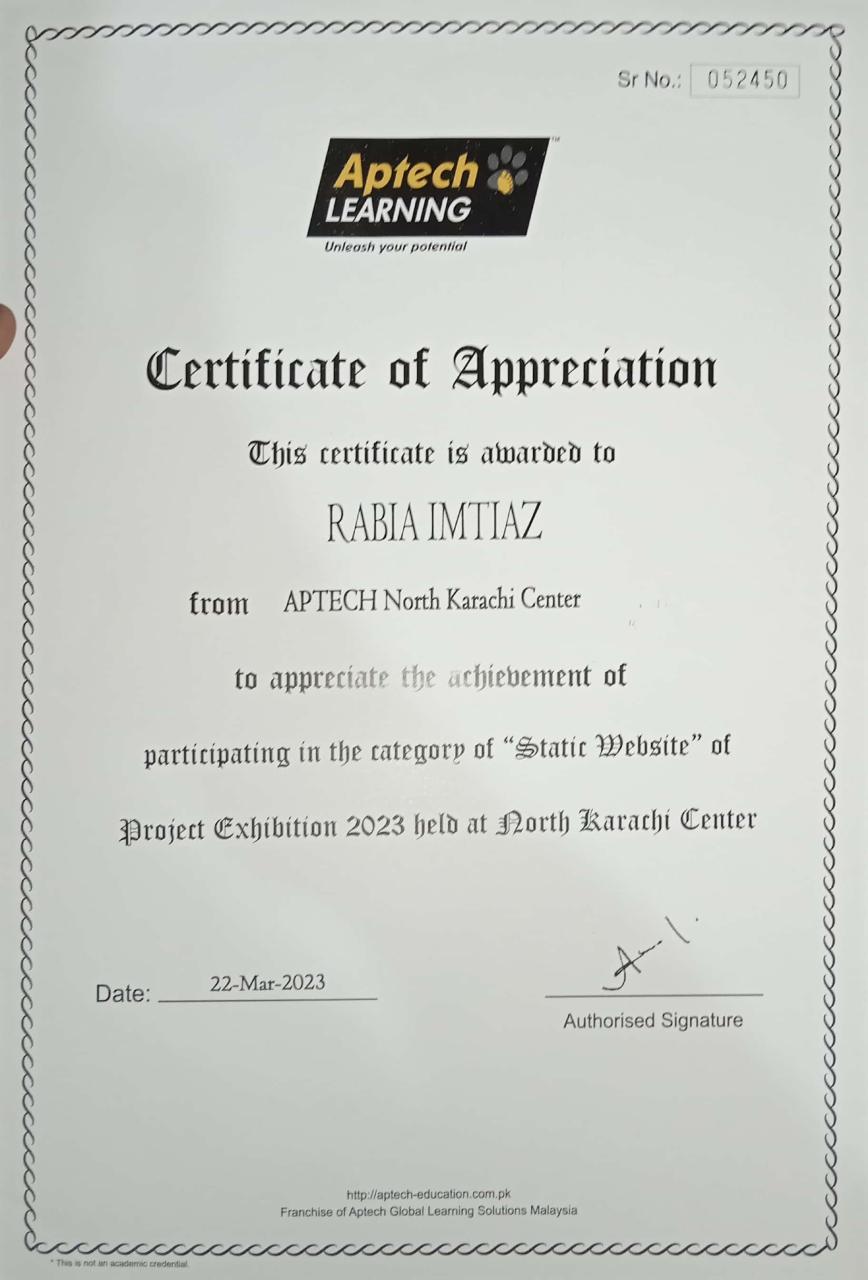 Sr No.: 052450
Aptech
LEARNING
TM
Unleash your potential
Certificate of Appreciation
This certificate is awarded to
RABIA IMTIAZ
from APTECH North Karachi Center
to appreciate the achievement of
participating in the category of “Static Website” of
Project Exhibition 2023 held at North Karachi Center
Date: 22-Mar-2023
Authorised Signature
http://aptech-education.com.pk
Franchise of Aptech Global Learning Solutions Malaysia
* This is not an academic credential.